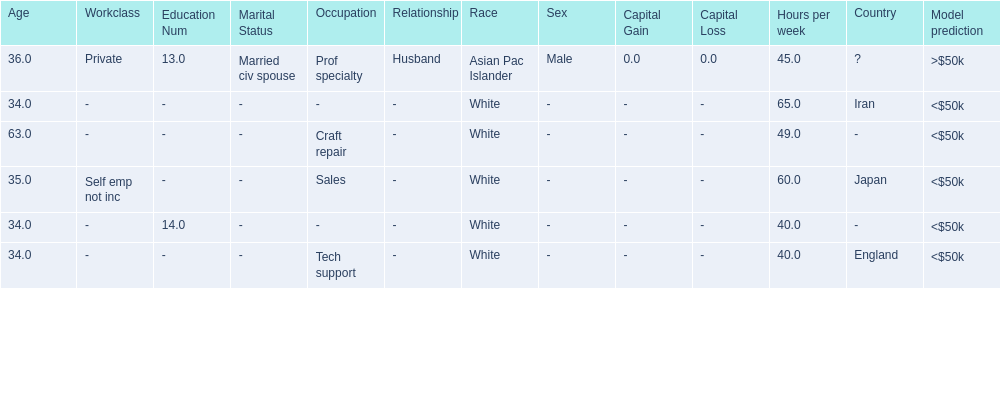 Age Workclass Education Num Marital Status Occupation Relationship Race Sex Capital Gain Capital Loss Hours per week Country Model prediction
36.0 Private 13.0 Married civ spouse Prof specialty Husband Asian Pac Islander Male 0.0 0.0 45.0 ? >$50k
34.0 - - - - - White - - - 65.0 Iran <$50k
63.0 - - - Craft repair - White - - - 49.0 - <$50k
35.0 Self emp not inc - - Sales - White - - - 60.0 Japan <$50k
34.0 - 14.0 - - - White - - - 40.0 - <$50k
34.0 - - - Tech support - White - - - 40.0 England <$50k